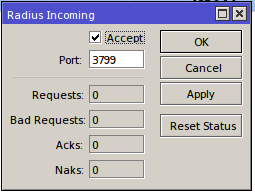 Radius Incoming
Accept
OK
Port: 3799
Cancel
Apply
Requests: 0
Bad Requests: 0
Reset Status
Acks: 0
Naks: 0